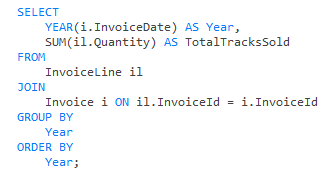 SELECT
YEAR(i.InvoiceDate) AS Year,
SUM(il.Quantity) AS TotalTracksSold
FROM
InvoiceLine il
JOIN
Invoice i ON il.InvoiceId = i.InvoiceId
GROUP BY
Year
ORDER BY
Year;